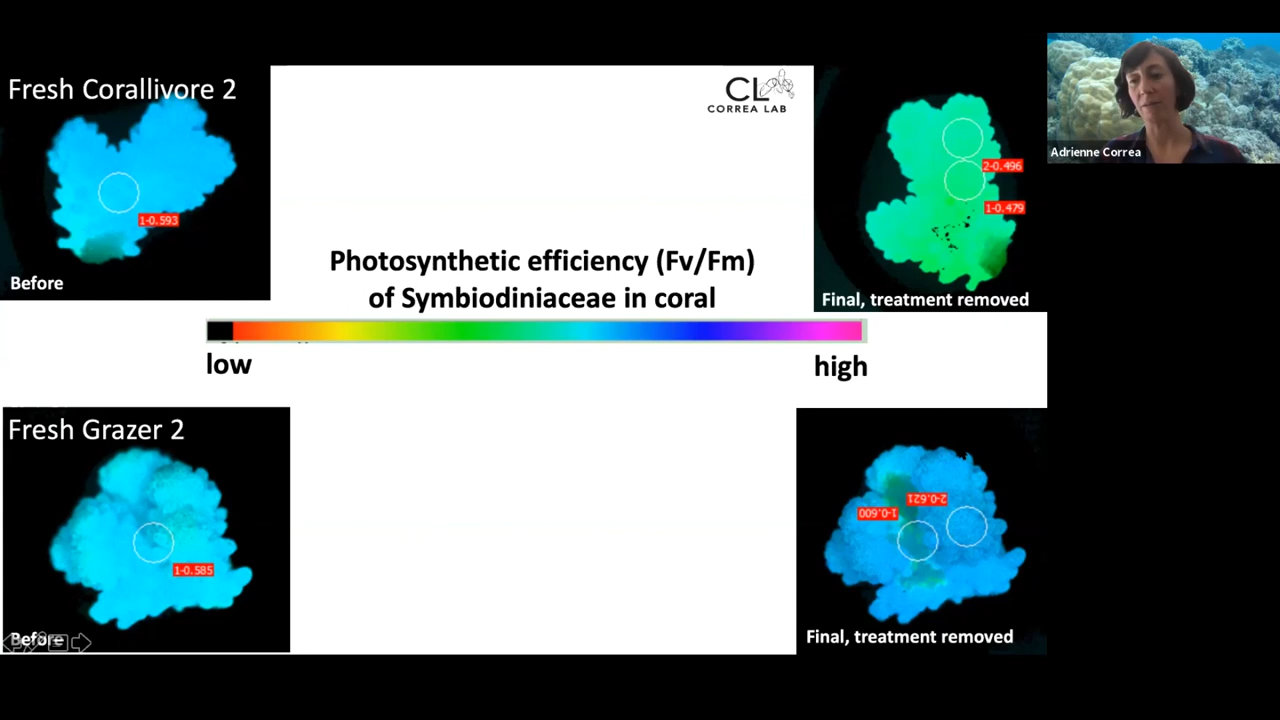 Fresh Corallivore 2
1-0.593
Before
CL
CORREA LAB
2-0.496
1-0.479
Final, treatment removed
Adrienne Correa
Photosynthetic efficiency (Fv/Fm)
of Symbiodiniaceae in coral
low
high
Fresh Grazer 2
1-0.585
Before
2-0.621
1-0.600
Final, treatment removed